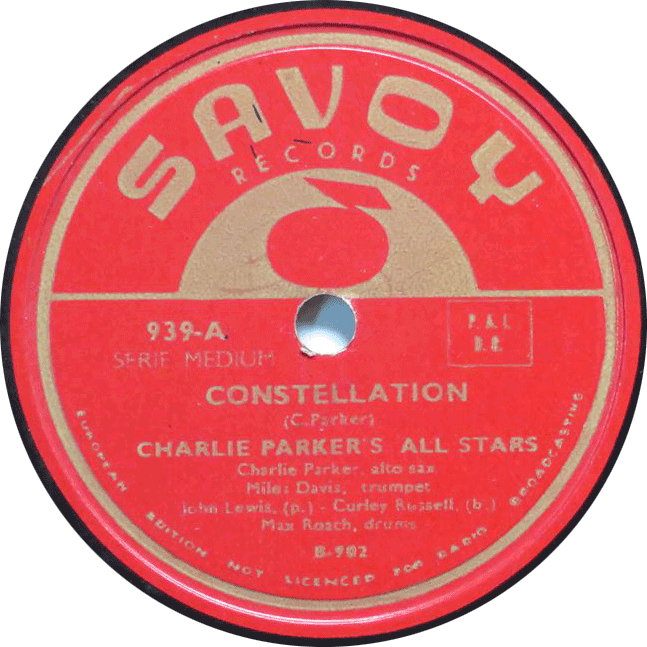 SAVOY
RECORDS
939-A
SERIE MEDIUM
P. A. I.
D. R.
CONSTELLATION
(C. Parker)
CHARLIE PARKER'S ALL STARS
Charlie Parker, alto sax
Miles Davis, trumpet
John Lewis, (p.) - Curley Russell, (b.)
Max Roach, drums
B-902
EUROPEAN EDITION NOT LICENCED FOR RADIO BROADCASTING